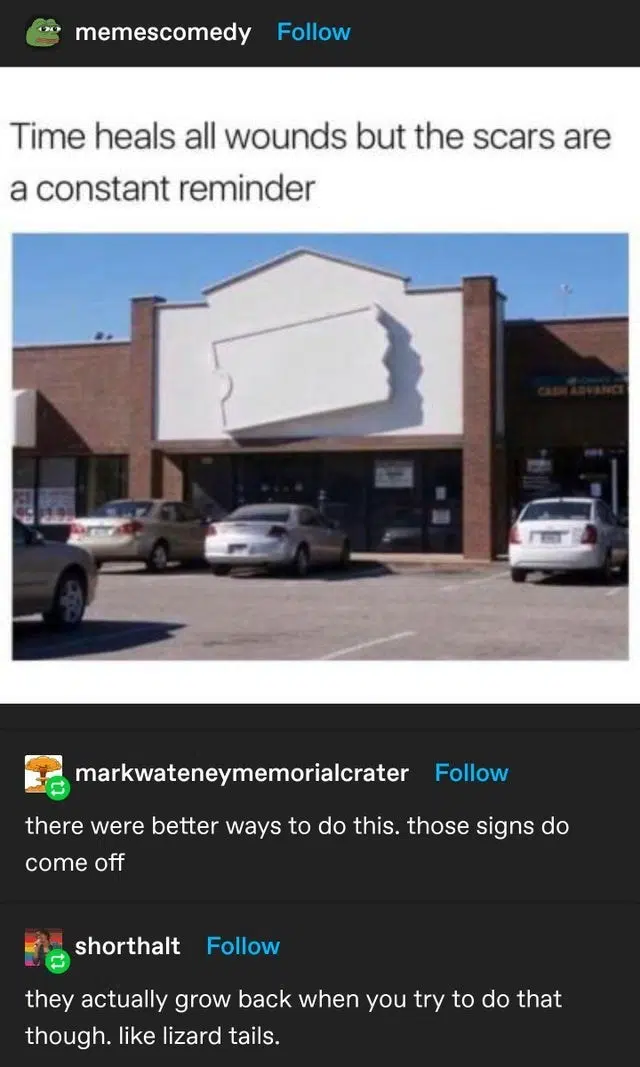 memescomedy Follow
Time heals all wounds but the scars are
a constant reminder
CASH ADVANCE
markwateneymemorialcrater Follow
there were better ways to do this. those signs do
come off
shorthalt Follow
they actually grow back when you try to do that
though. like lizard tails.